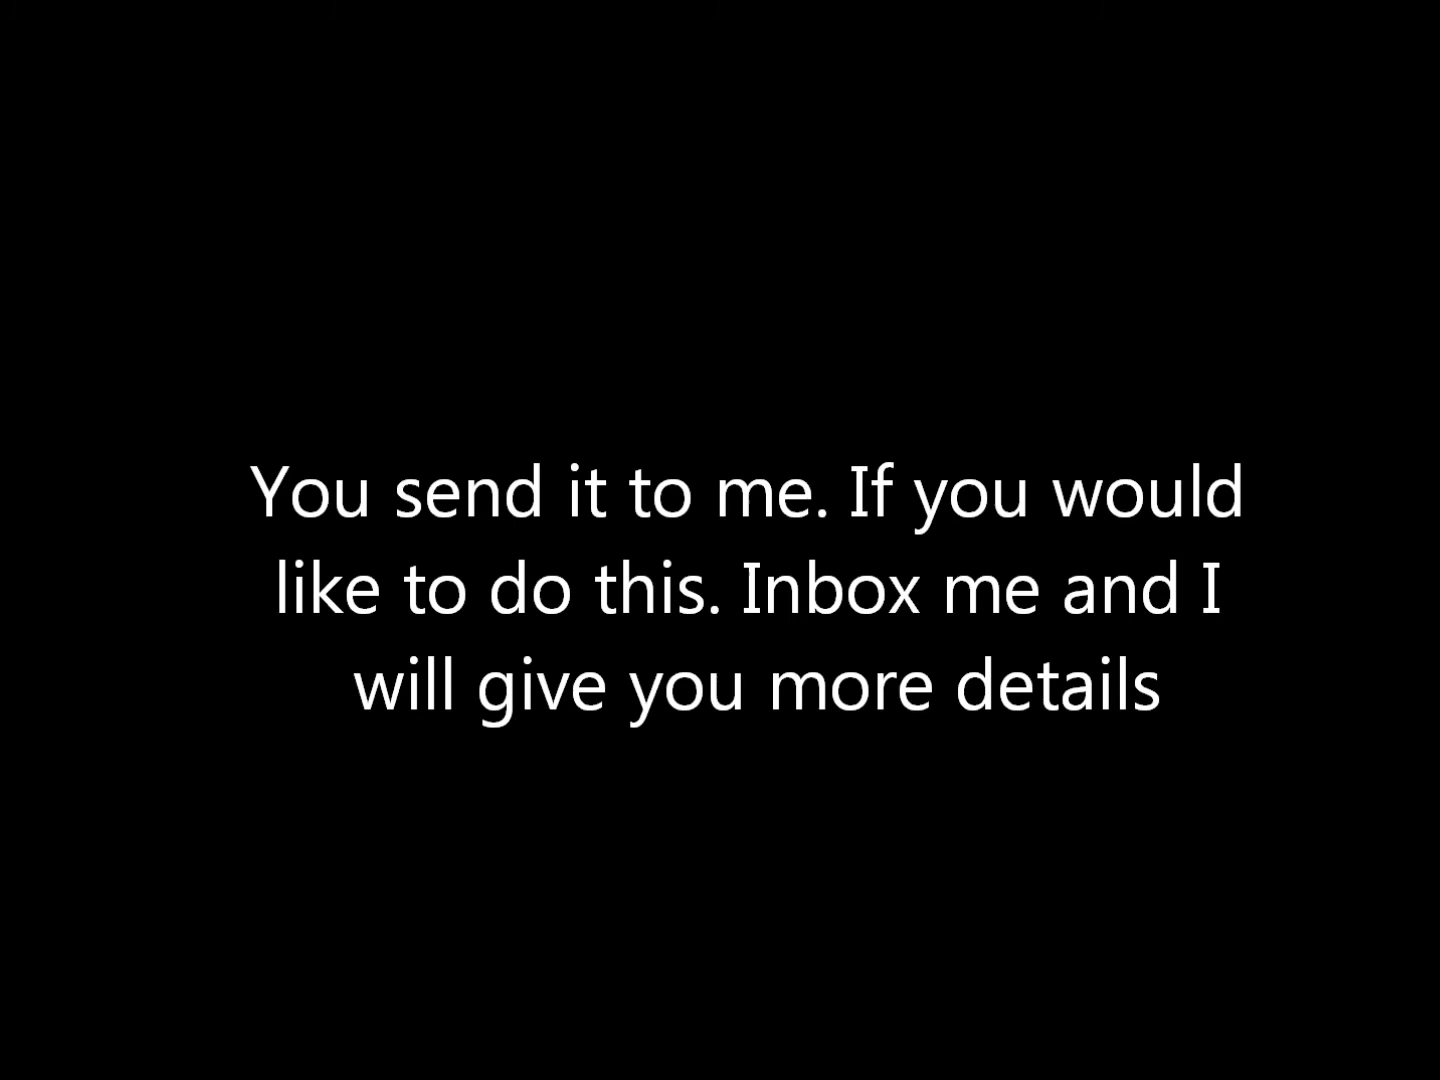 You send it to me. If you would
like to do this. Inbox me and I
will give you more details